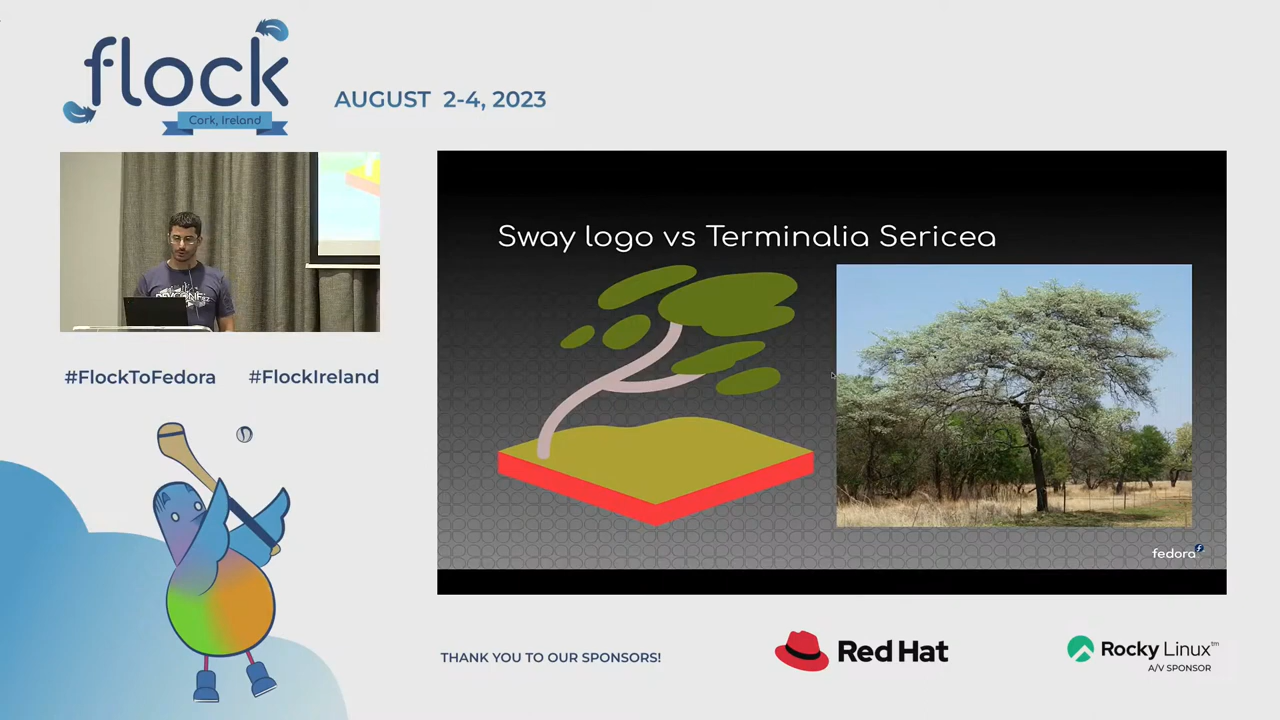 flock
Cork, Ireland
AUGUST 2-4, 2023
Sway logo vs Terminalia Sericea
fedora
#FlockToFedora #FlockIreland
THANK YOU TO OUR SPONSORS!
Red Hat
Rocky Linux™
A/V SPONSOR